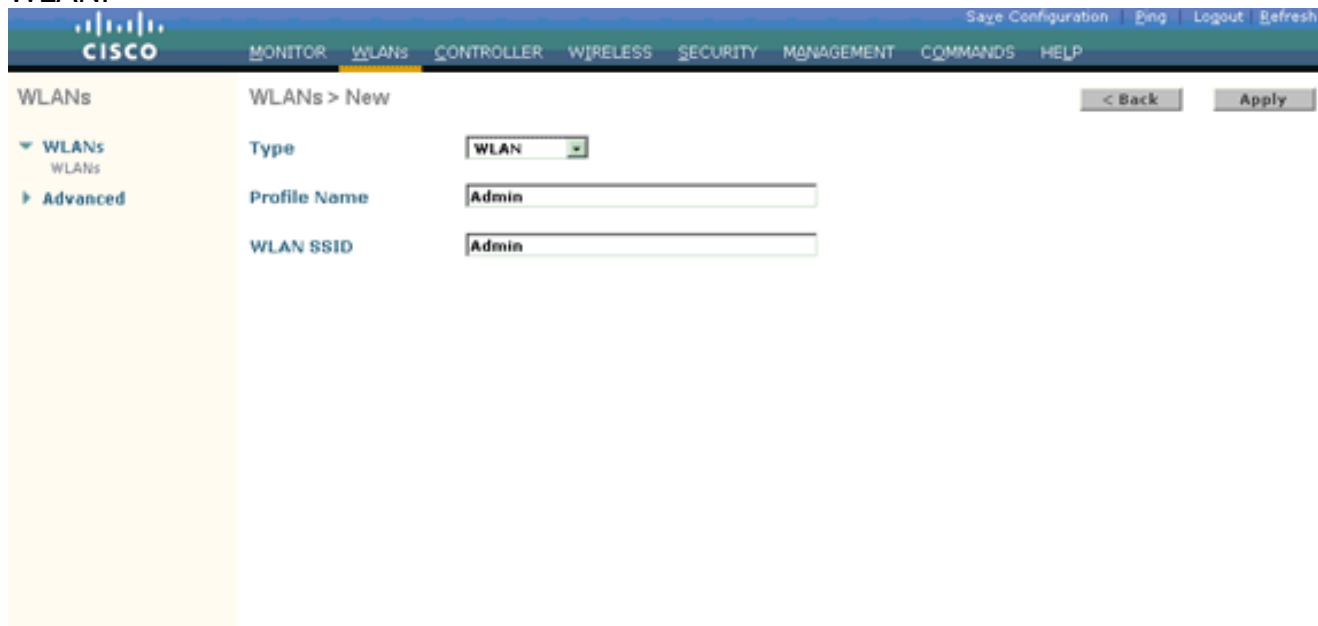 WLAN.
Save Configuration | Ping | Logout | Refresh
CISCO
MONITOR WLANs CONTROLLER WIRELESS SECURITY MANAGEMENT COMMANDS HELP
WLANs
WLANs > New
< Back
Apply
WLANs
WLANs
Advanced
Type WLAN
Profile Name Admin
WLAN SSID Admin